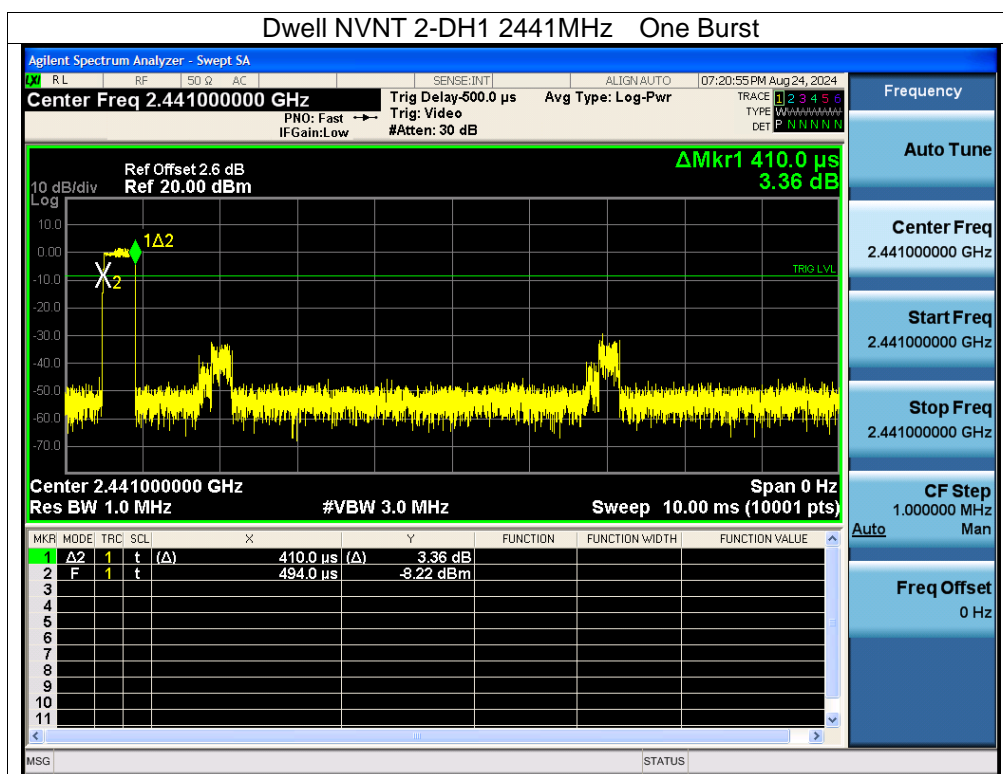 Dwell NVNT 2-DH1 2441MHz One Burst
Agilent Spectrum Analyzer - Swept SA
LXI RL RF 50 Ω AC SENSE:INT ALIGN AUTO 07:20:55 PM Aug 24, 2024
Center Freq 2.441000000 GHz Trig Delay-500.0 µs Avg Type: Log-Pwr TRACE 1 2 3 4 5 6
PNO: Fast Trig: Video TYPE WWWWWW
IFGain:Low #Atten: 30 dB DET P N N N N N
Frequency
Auto Tune
Center Freq
2.441000000 GHz
Start Freq
2.441000000 GHz
Stop Freq
2.441000000 GHz
CF Step
1.000000 MHz
Auto Man
Freq Offset
0 Hz
ΔMkr1 410.0 µs
3.36 dB
Ref Offset 2.6 dB
10 dB/div Ref 20.00 dBm
Log
10.0
0.00
-10.0
-20.0
-30.0
-40.0
-50.0
-60.0
-70.0
1Δ2
2
TRIG LVL
Center 2.441000000 GHz Span 0 Hz
Res BW 1.0 MHz #VBW 3.0 MHz Sweep 10.00 ms (10001 pts)
MKR MODE TRC SCL X Y FUNCTION FUNCTION WIDTH FUNCTION VALUE
1 Δ2 1 t (Δ) 410.0 µs (Δ) 3.36 dB
2 F 1 t 494.0 µs -8.22 dBm
3
4
5
6
7
8
9
10
11
MSG STATUS